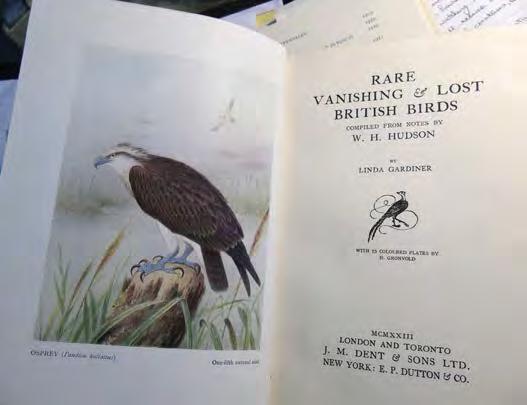 OSPREY (Pandion haliaetus)
One-fifth natural size
RARE
VANISHING & LOST
BRITISH BIRDS
COMPILED FROM NOTES BY
W. H. HUDSON
BY
LINDA GARDINER
WITH 25 COLOURED PLATES BY
H. GRONVOLD
MCMXXIII
LONDON AND TORONTO
J. M. DENT & SONS LTD.
NEW YORK: E. P. DUTTON & CO.